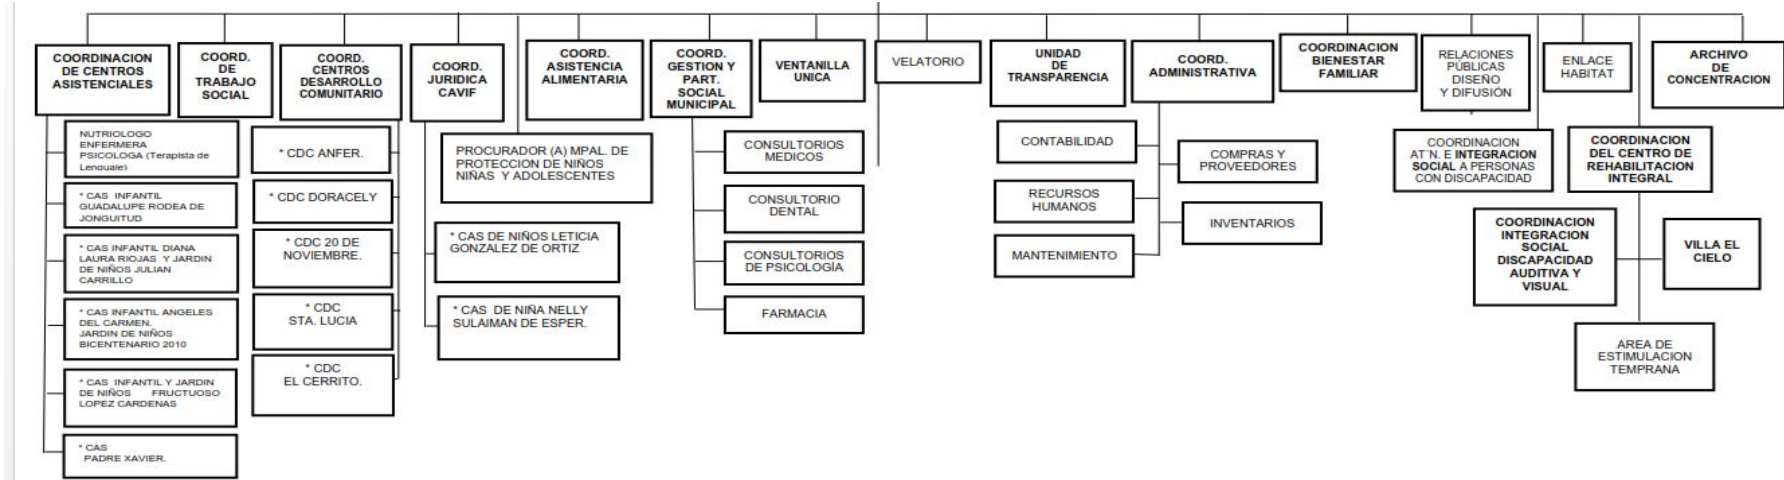 COORDINACION
DE CENTROS
ASISTENCIALES
COORD.
DE
TRABAJO
SOCIAL
COORD.
CENTROS
DESARROLLO
COMUNITARIO
COORD.
JURIDICA
CAVIF
COORD.
ASISTENCIA
ALIMENTARIA
COORD.
GESTION Y
PART.
SOCIAL
MUNICIPAL
VENTANILLA
UNICA
VELATORIO
UNIDAD
DE
TRANSPARENCIA
COORD.
ADMINISTRATIVA
COORDINACION
BIENESTAR
FAMILIAR
RELACIONES
PÚBLICAS
DISEÑO
Y DIFUSIÓN
ENLACE
HABITAT
ARCHIVO
DE
CONCENTRACION
NUTRIOLOGO
ENFERMERA
PSICOLOGA (Terapista de
Lenguaje)
* CAS INFANTIL
GUADALUPE RODEA DE
JONGUITUD
* CAS INFANTIL DIANA
LAURA RIOJAS Y JARDIN
DE NIÑOS JULIAN
CARRILLO
* CAS INFANTIL ANGELES
DEL CARMEN.
JARDIN DE NIÑOS
BICENTENARIO 2010
* CAS INFANTIL Y JARDIN
DE NIÑOS FRUCTUOSO
LOPEZ CARDENAS
* CAS
PADRE XAVIER.
* CDC ANFER.
* CDC DORACELY
* CDC 20 DE
NOVIEMBRE.
* CDC
STA. LUCIA
* CDC
EL CERRITO.
PROCURADOR (A) MPAL. DE
PROTECCION DE NIÑOS
NIÑAS Y ADOLESCENTES
* CAS DE NIÑOS LETICIA
GONZALEZ DE ORTIZ
* CAS DE NIÑA NELLY
SULAIMAN DE ESPER.
CONSULTORIOS
MEDICOS
CONSULTORIO
DENTAL
CONSULTORIOS
DE PSICOLOGÍA
FARMACIA
CONTABILIDAD
RECURSOS
HUMANOS
MANTENIMIENTO
COMPRAS Y
PROVEEDORES
INVENTARIOS
COORDINACION
AT¨N. E INTEGRACION
SOCIAL A PERSONAS
CON DISCAPACIDAD
COORDINACION
DEL CENTRO DE
REHABILITACION
INTEGRAL
COORDINACION
INTEGRACION
SOCIAL
DISCAPACIDAD
AUDITIVA Y
VISUAL
VILLA EL
CIELO
AREA DE
ESTIMULACION
TEMPRANA